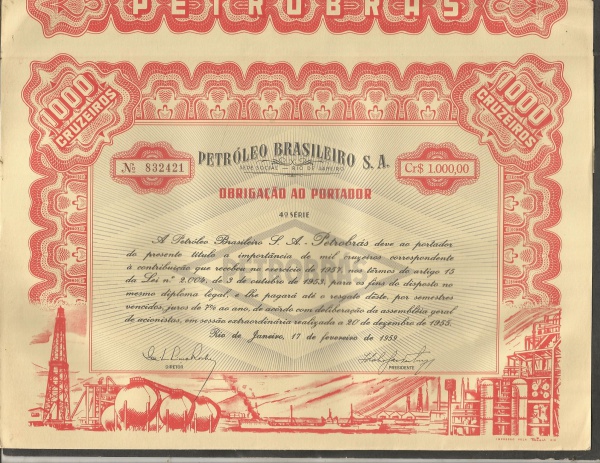 PETROBRAS
1000 CRUZEIROS
1000 CRUZEIROS
Nº 832421
PETRÓLEO BRASILEIRO S. A.
SEDE SOCIAL — RIO DE JANEIRO
Cr$ 1.000,00
OBRIGAÇÃO AO PORTADOR
4ª SÉRIE
A Petróleo Brasileiro S. A. - Petrobrás deve ao portador
do presente título a importância de mil cruzeiros correspondente
à contribuição que recebeu no exercício de 1957 nos têrmos do artigo 15
da Lei n.º 2.004, de 3 de outubro de 1953, para os fins do disposto no
mesmo diploma legal, e lhe pagará até o resgate dêste, por semestres
vencidos, juros de 7% ao ano, de acôrdo com deliberação da assembléia geral
de acionistas, em sessão extraordinária realizada a 20 de dezembro de 1955.
Rio de Janeiro, 17 de fevereiro de 1959
DIRETOR
PRESIDENTE